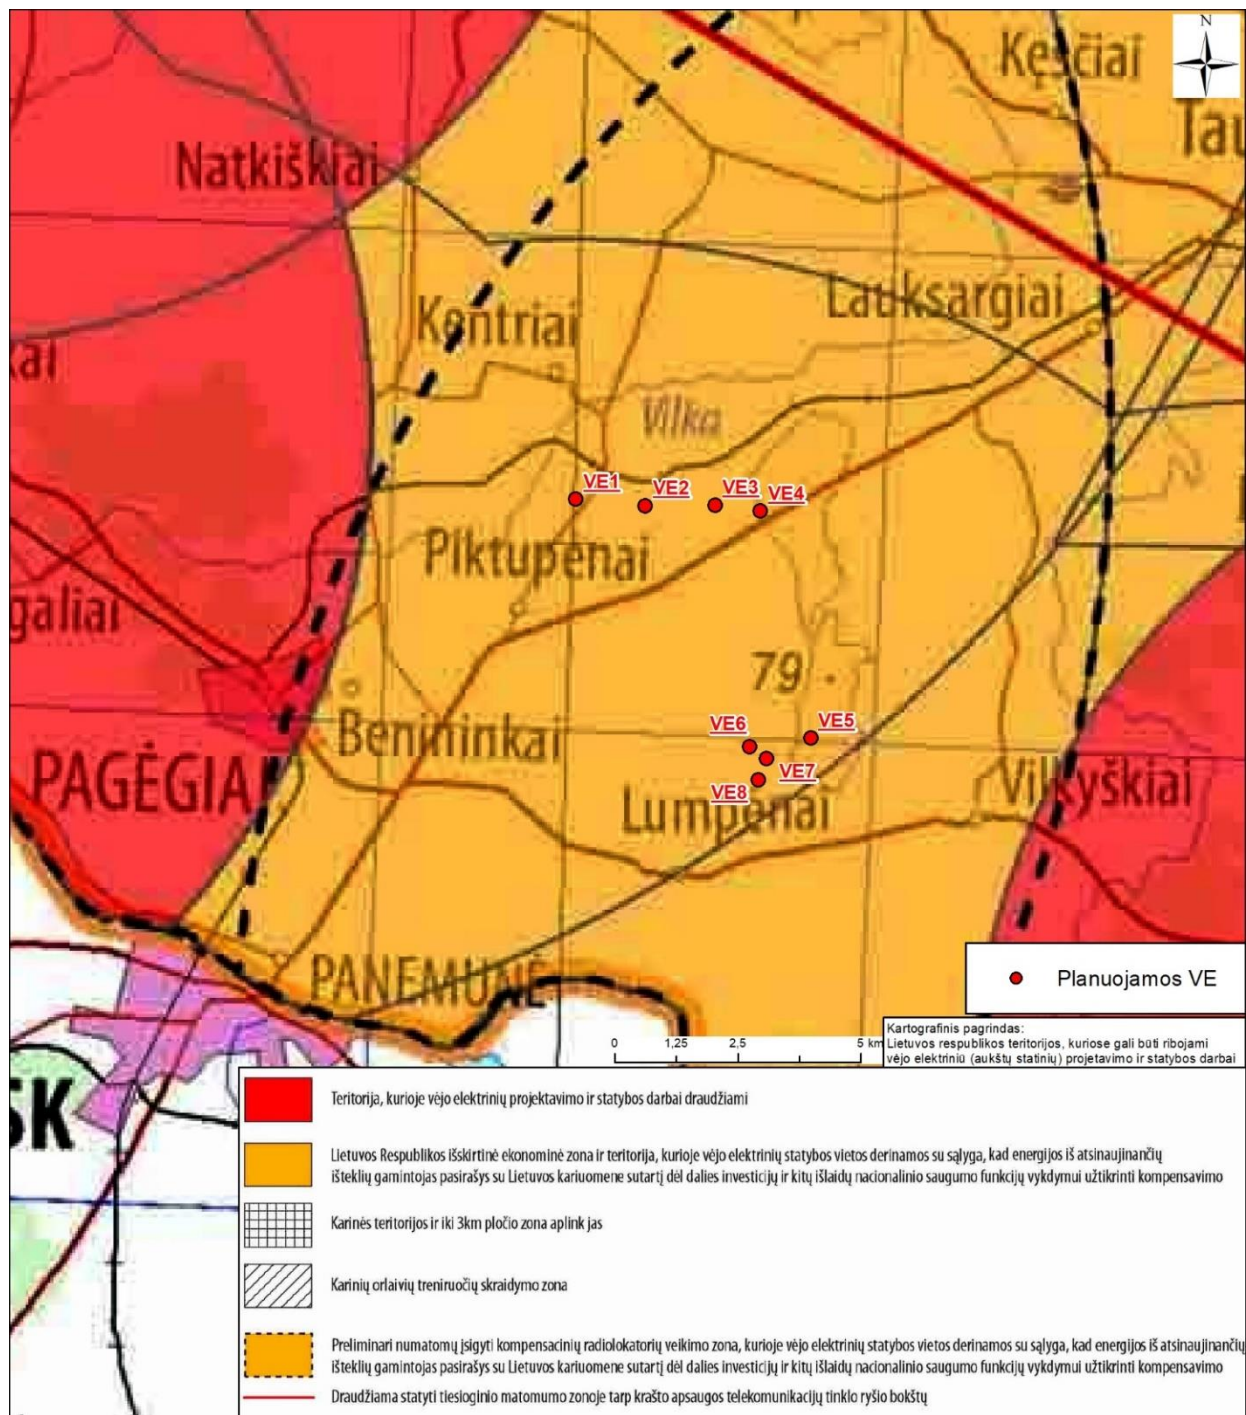 N
Kęsčiai
Tau
Natkiškiai
Lauksargiai
Kentriai
kai
Vilka
VE1
VE2
VE3
VE4
Piktupėnai
galiai
79
VE6
VE5
Benininkai
VE7
PAGĖGIAI
VE8
Lumpėnai
Vilkyškiai
PANEMUNĖ
Planuojamos VE
0 1,25 2,5 5 km
Kartografinis pagrindas:
Lietuvos respublikos teritorijos, kuriose gali būti ribojami
vėjo elektrinių (aukštų statinių) projetavimo ir statybos darbai
SK
Teritorija, kurioje vėjo elektrinių projektavimo ir statybos darbai draudžiami
Lietuvos Respublikos išskirtinė ekonominė zona ir teritorija, kurioje vėjo elektrinių statybos vietos derinamos su sąlyga, kad energijos iš atsinaujinančių
išteklių gamintojas pasirašys su Lietuvos kariuomene sutartį dėl dalies investicijų ir kitų išlaidų nacionalinio saugumo funkcijų vykdymui užtikrinti kompensavimo
Karinės teritorijos ir iki 3km pločio zona aplink jas
Karinių orlaivių treniruočių skraidymo zona
Preliminari numatomų įsigyti kompensacinių radiolokatorių veikimo zona, kurioje vėjo elektrinių statybos vietos derinamos su sąlyga, kad energijos iš atsinaujinančių
išteklių gamintojas pasirašys su Lietuvos kariuomene sutartį dėl dalies investicijų ir kitų išlaidų nacionalinio saugumo funkcijų vykdymui užtikrinti kompensavimo
Draudžiama statyti tiesioginio matomumo zonoje tarp krašto apsaugos telekomunikacijų tinklo ryšio bokštų